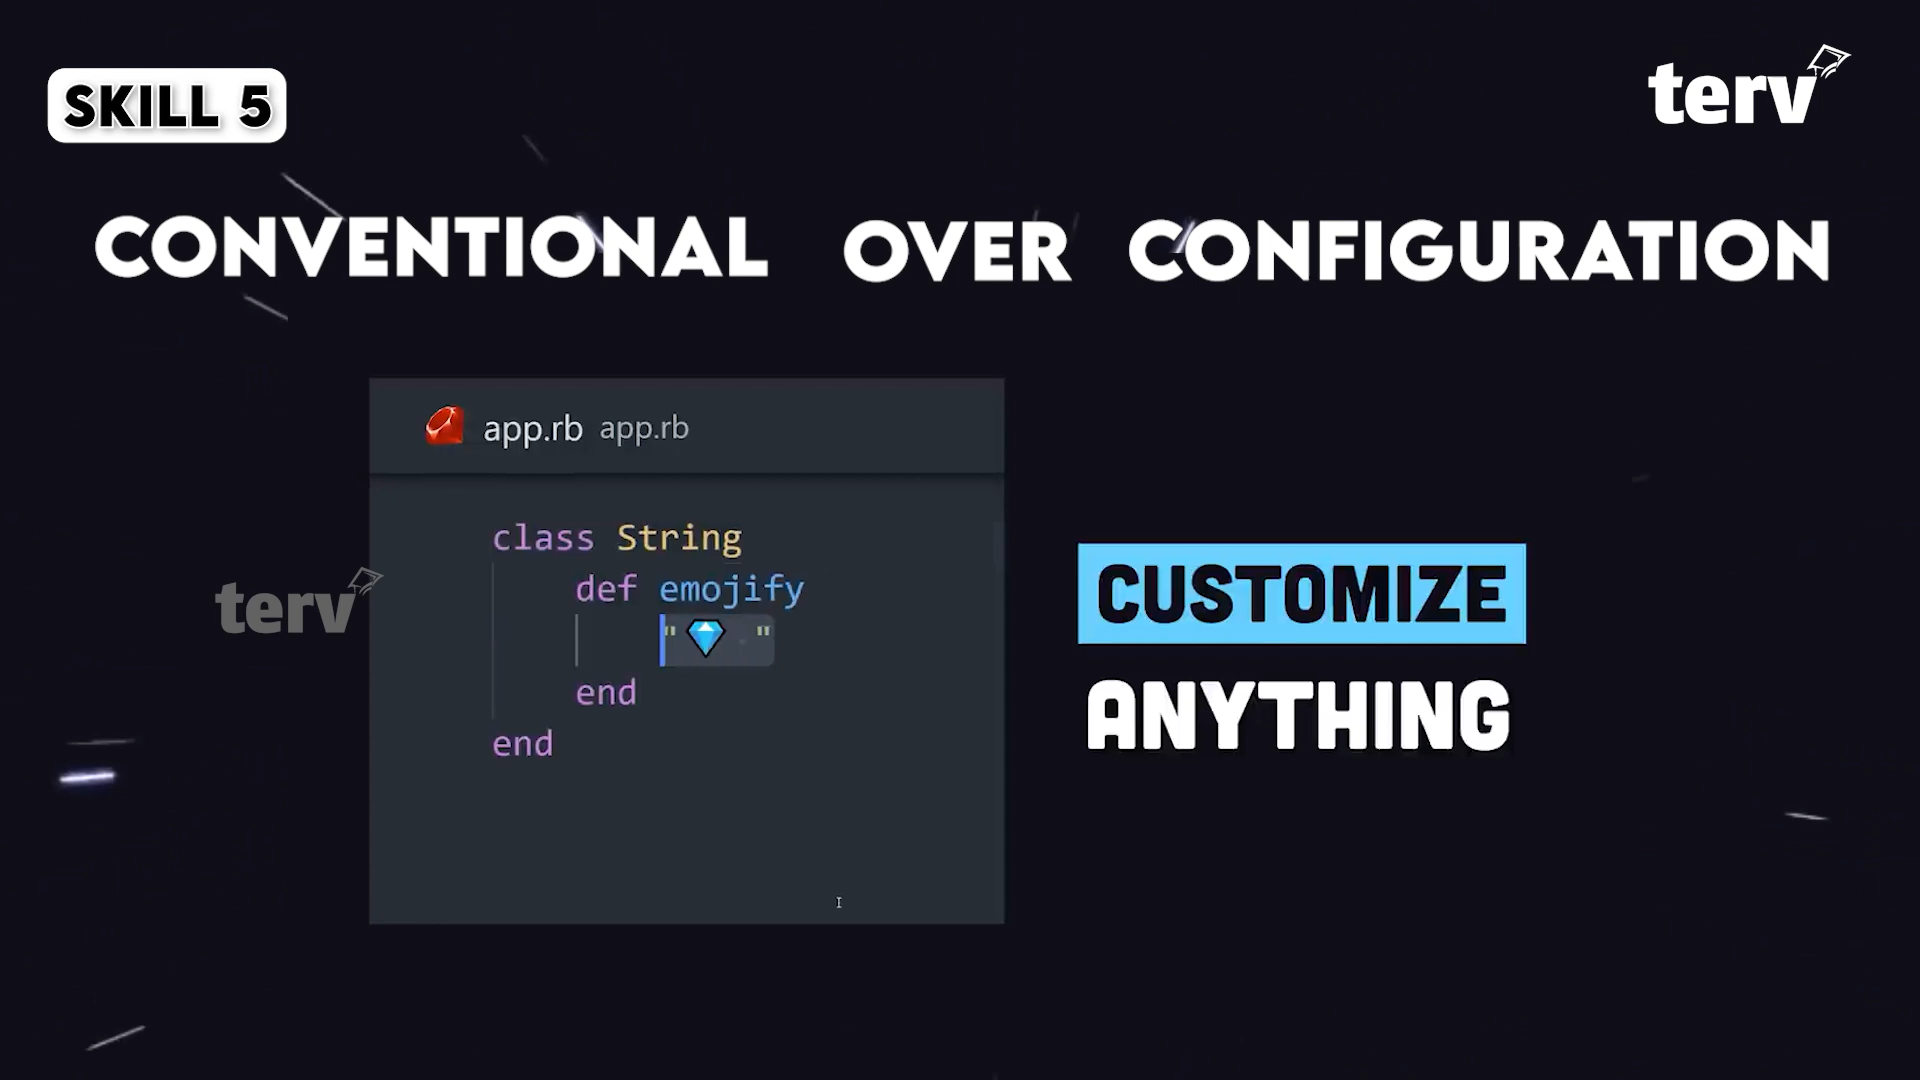 SKILL 5
terv
CONVENTIONAL OVER CONFIGURATION
app.rb app.rb
class String
def emojify
"💎 "
end
end
terv
CUSTOMIZE
ANYTHING